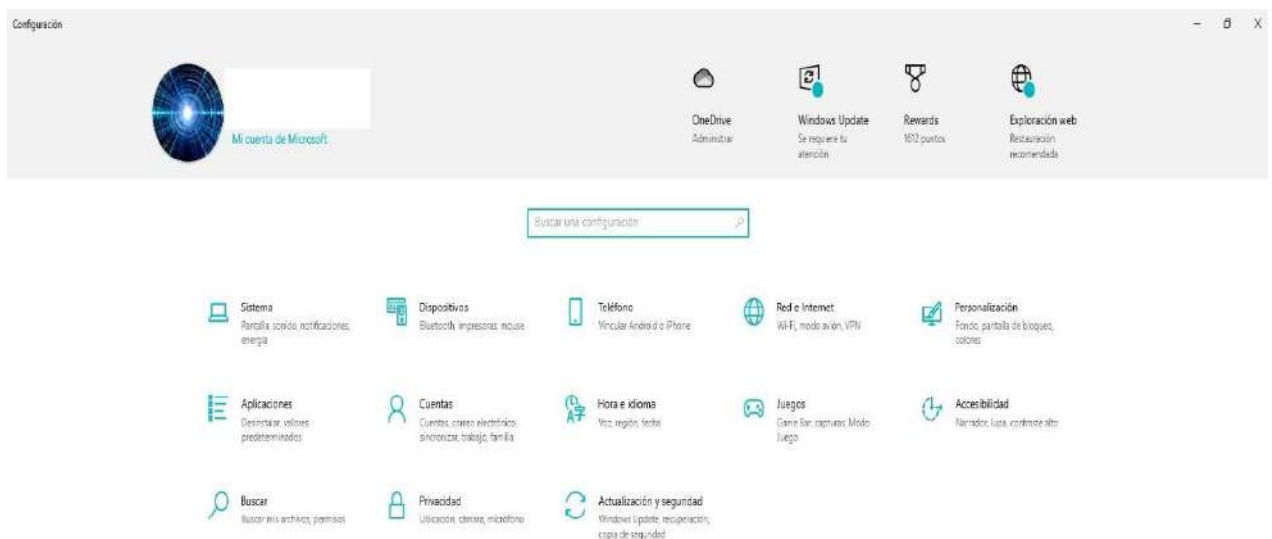 Configuración
Mi cuenta de Microsoft
OneDrive
Administrar
Windows Update
Se requiere tu
atención
Rewards
1612 puntos
Exploración web
Restauración
recomendada
Buscar una configuración
Sistema
Pantalla, sonido, notificaciones,
energía
Dispositivos
Bluetooth, impresoras, mouse
Teléfono
Vincular Android o iPhone
Red e Internet
Wi-Fi, modo avión, VPN
Personalización
Fondo, pantalla de bloqueo,
colores
Aplicaciones
Desinstalar, valores
predeterminados
Cuentas
Cuentas, correo electrónico,
sincronizar, trabajo, familia
Hora e idioma
Voz, región, fecha
Juegos
Game Bar, capturas, Modo
Juego
Accesibilidad
Narrador, lupa, contraste alto
Buscar
Buscar mis archivos, permisos
Privacidad
Ubicación, cámara, micrófono
Actualización y seguridad
Windows Update, recuperación,
copia de seguridad